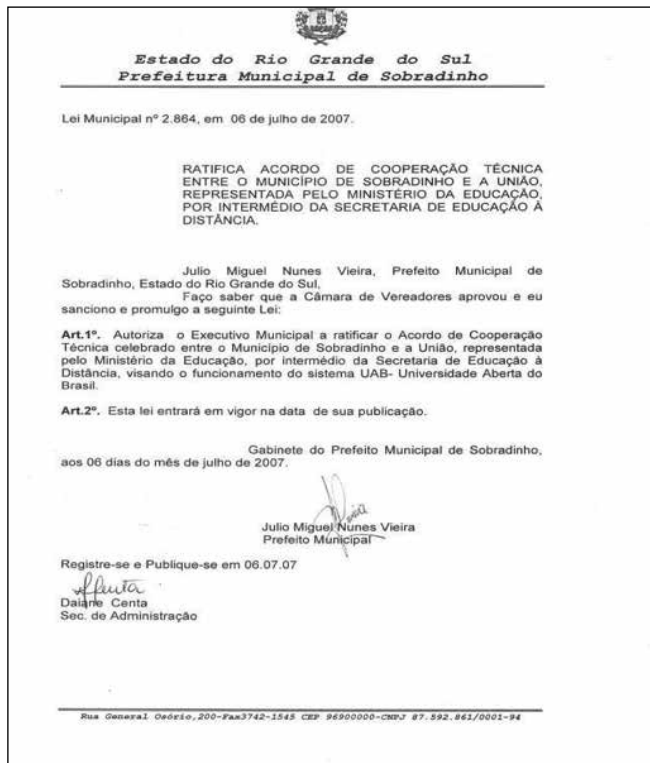 Estado do Rio Grande do Sul
Prefeitura Municipal de Sobradinho
Lei Municipal nº 2.864, em 06 de julho de 2007.
RATIFICA ACORDO DE COOPERAÇÃO TÉCNICA
ENTRE O MUNICÍPIO DE SOBRADINHO E A UNIÃO,
REPRESENTADA PELO MINISTÉRIO DA EDUCAÇÃO,
POR INTERMÉDIO DA SECRETARIA DE EDUCAÇÃO À
DISTÂNCIA.
Julio Miguel Nunes Vieira, Prefeito Municipal de
Sobradinho, Estado do Rio Grande do Sul,
Faço saber que a Câmara de Vereadores aprovou e eu
sanciono e promulgo a seguinte Lei:
Art.1º. Autoriza o Executivo Municipal a ratificar o Acordo de Cooperação
Técnica celebrado entre o Município de Sobradinho e a União, representada
pelo Ministério da Educação, por intermédio da Secretaria de Educação à
Distância, visando o funcionamento do sistema UAB- Universidade Aberta do
Brasil.
Art.2º. Esta lei entrará em vigor na data de sua publicação.
Gabinete do Prefeito Municipal de Sobradinho,
aos 06 dias do mês de julho de 2007.
Julio Miguel Nunes Vieira
Prefeito Municipal
Registre-se e Publique-se em 06.07.07
Daiane Centa
Sec. de Administração
Rua General Osório,200-Fax3742-1545 CEP 96900000-CNPJ 87.592.861/0001-94